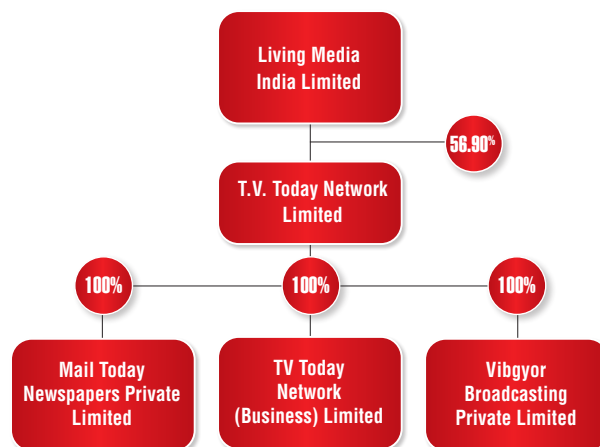 Living Media
India Limited
56.90%
T.V. Today Network
Limited
100%
100%
100%
Mail Today
Newspapers Private
Limited
TV Today
Network
(Business) Limited
Vibgyor
Broadcasting
Private Limited